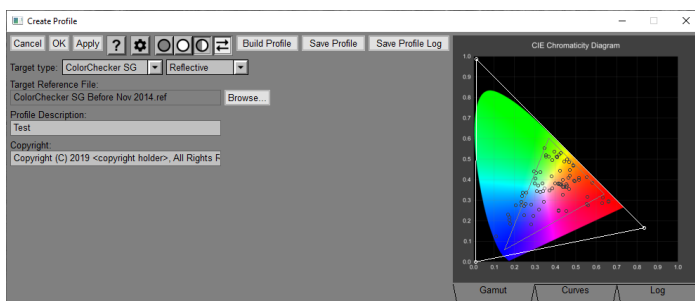 Create Profile
Cancel OK Apply ? Build Profile Save Profile Save Profile Log
Target type: ColorChecker SG Reflective
Target Reference File:
ColorChecker SG Before Nov 2014.ref Browse...
Profile Description:
Test
Copyright:
Copyright (C) 2019 <copyright holder>, All Rights R
CIE Chromaticity Diagram
1.0
0.9
0.8
0.7
0.6
0.5
0.4
0.3
0.2
0.1
0.0
0.0 0.1 0.2 0.3 0.4 0.5 0.6 0.7 0.8 0.9 1.0
Gamut Curves Log